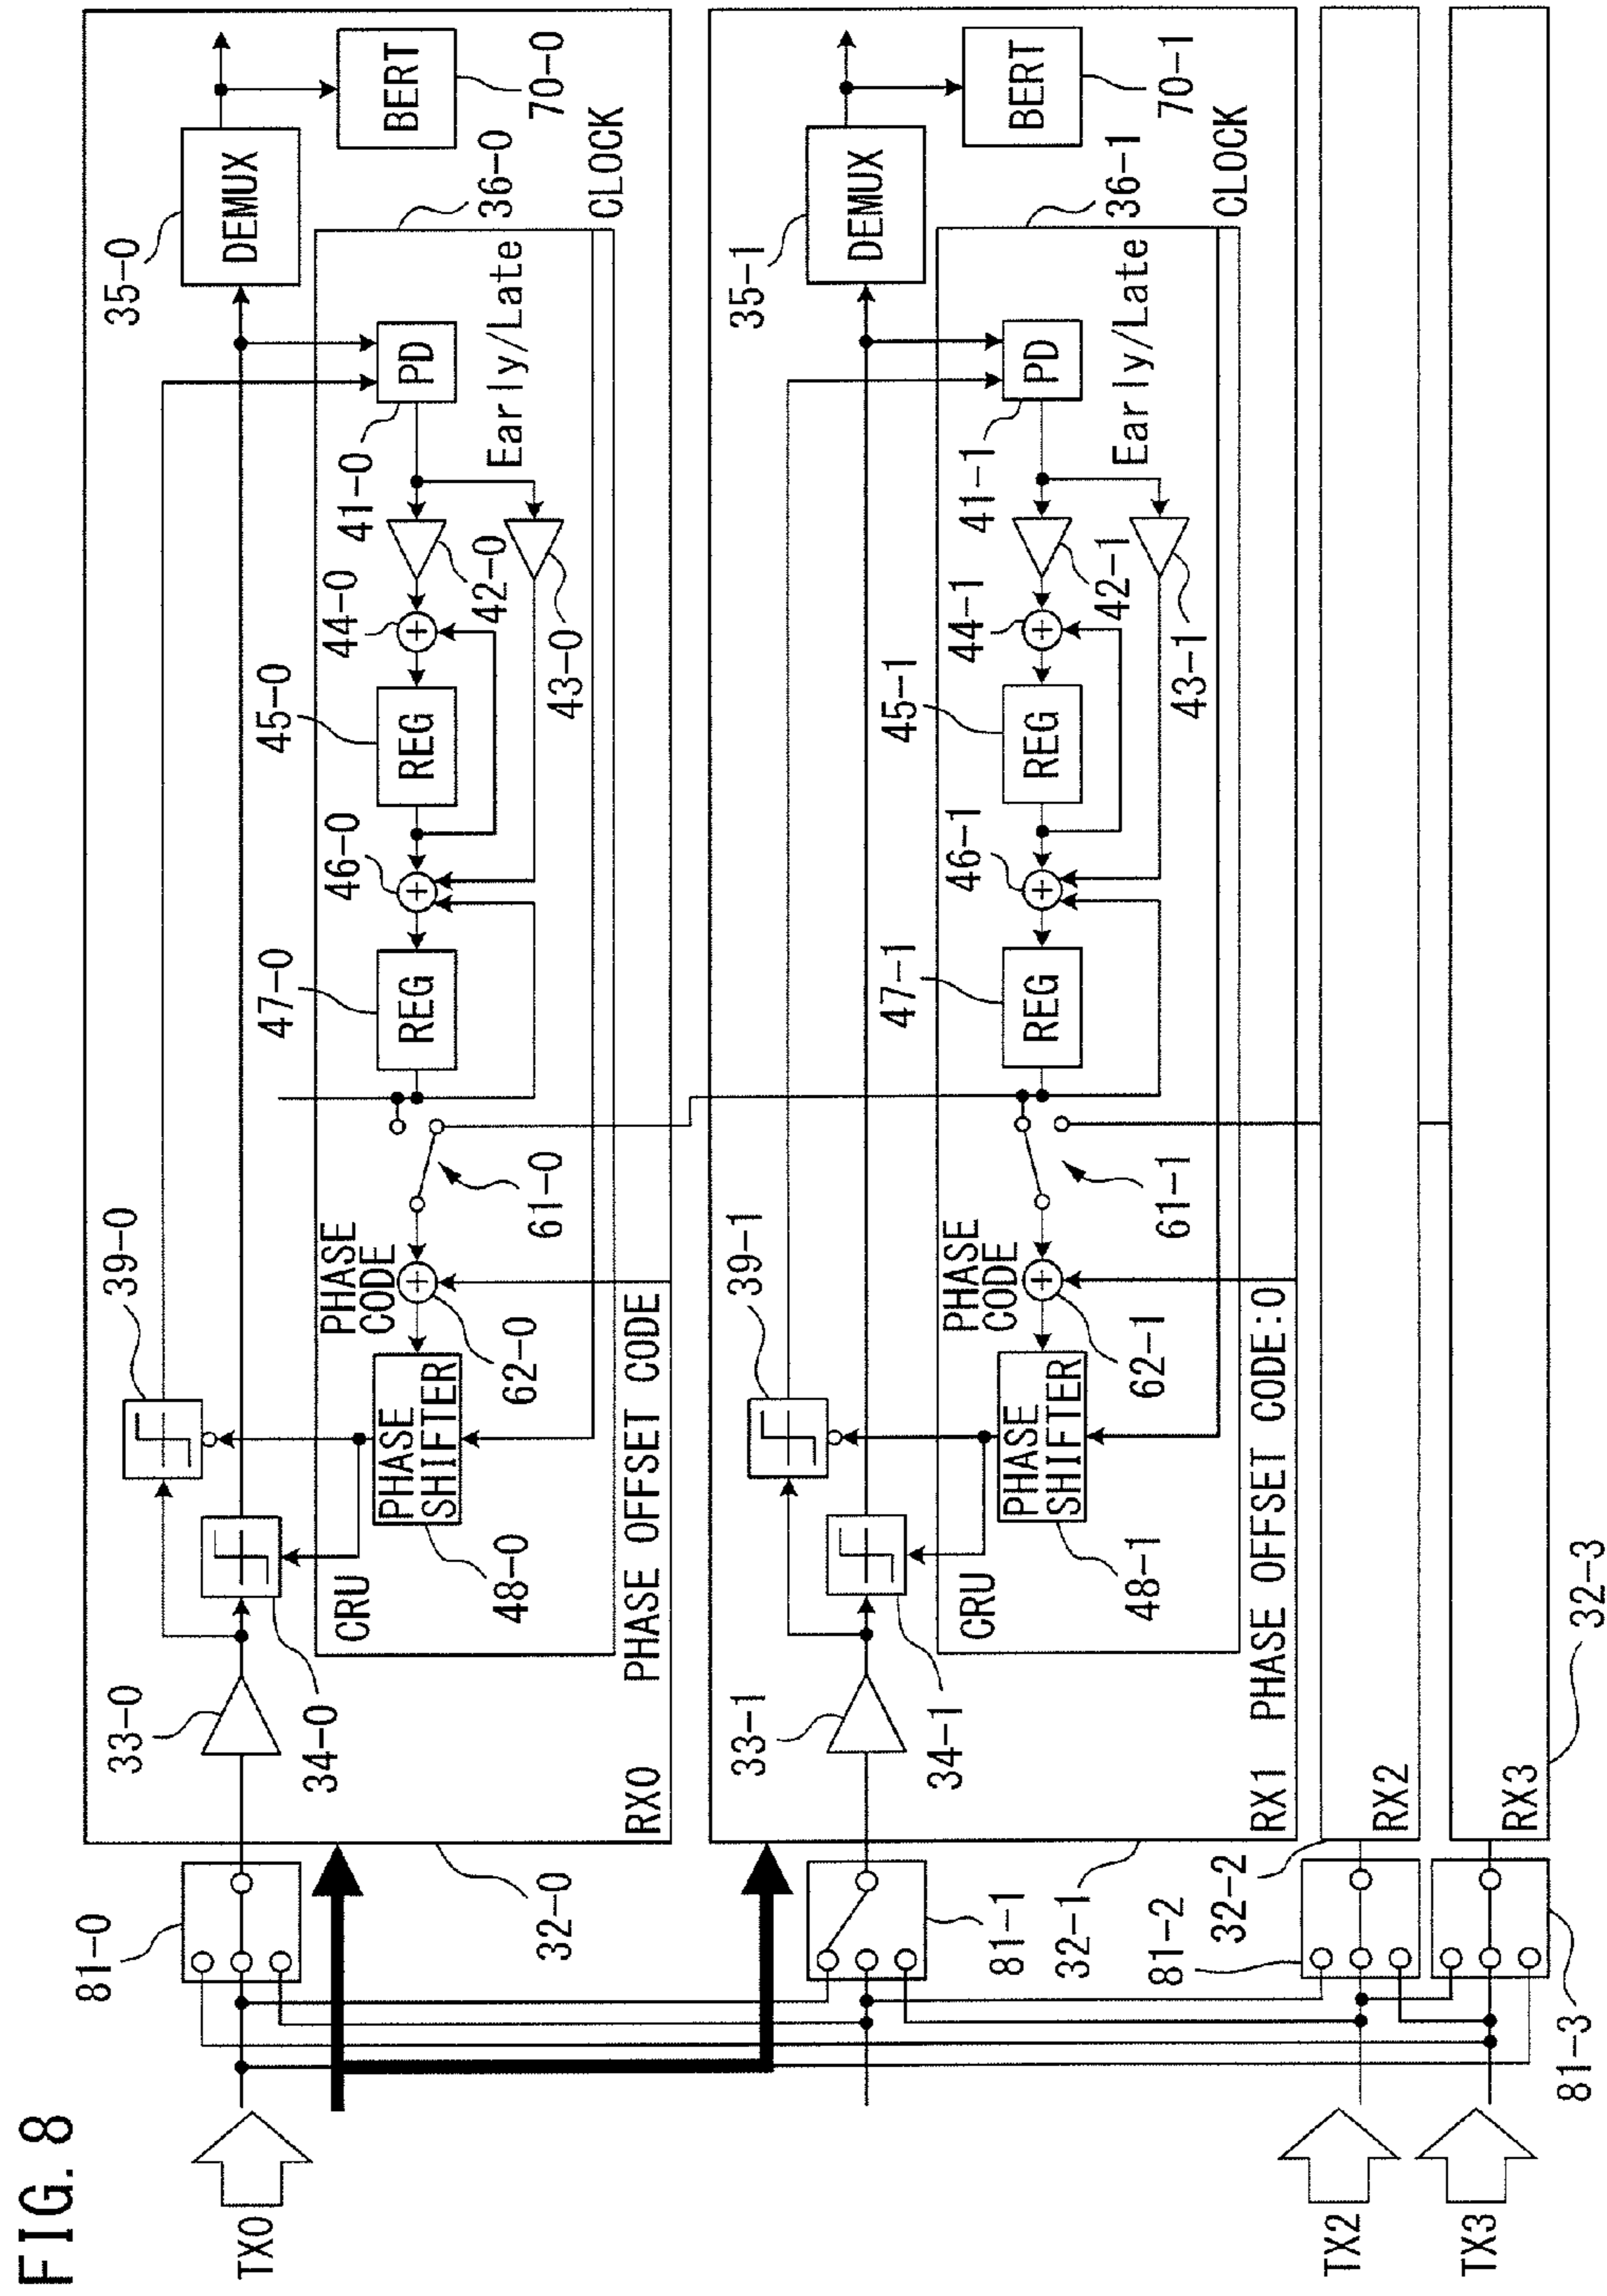 FIG. 8
TX0
81-0
32-0
RX0
33-0
34-0
39-0
CRU
PHASE OFFSET CODE
48-0
PHASE
SHIFTER
62-0
PHASE
CODE
61-0
47-0
REG
46-0
45-0
REG
44-0
43-0
42-0
41-0
PD
Early/Late
36-0
CLOCK
35-0
DEMUX
BERT
70-0
81-1
32-1
RX1
33-1
34-1
39-1
CRU
PHASE OFFSET CODE:0
48-1
PHASE
SHIFTER
62-1
PHASE
CODE
61-1
47-1
REG
46-1
45-1
REG
44-1
43-1
42-1
41-1
PD
Early/Late
36-1
CLOCK
35-1
DEMUX
BERT
70-1
TX2
81-2
32-2
RX2
TX3
81-3
RX3
32-3